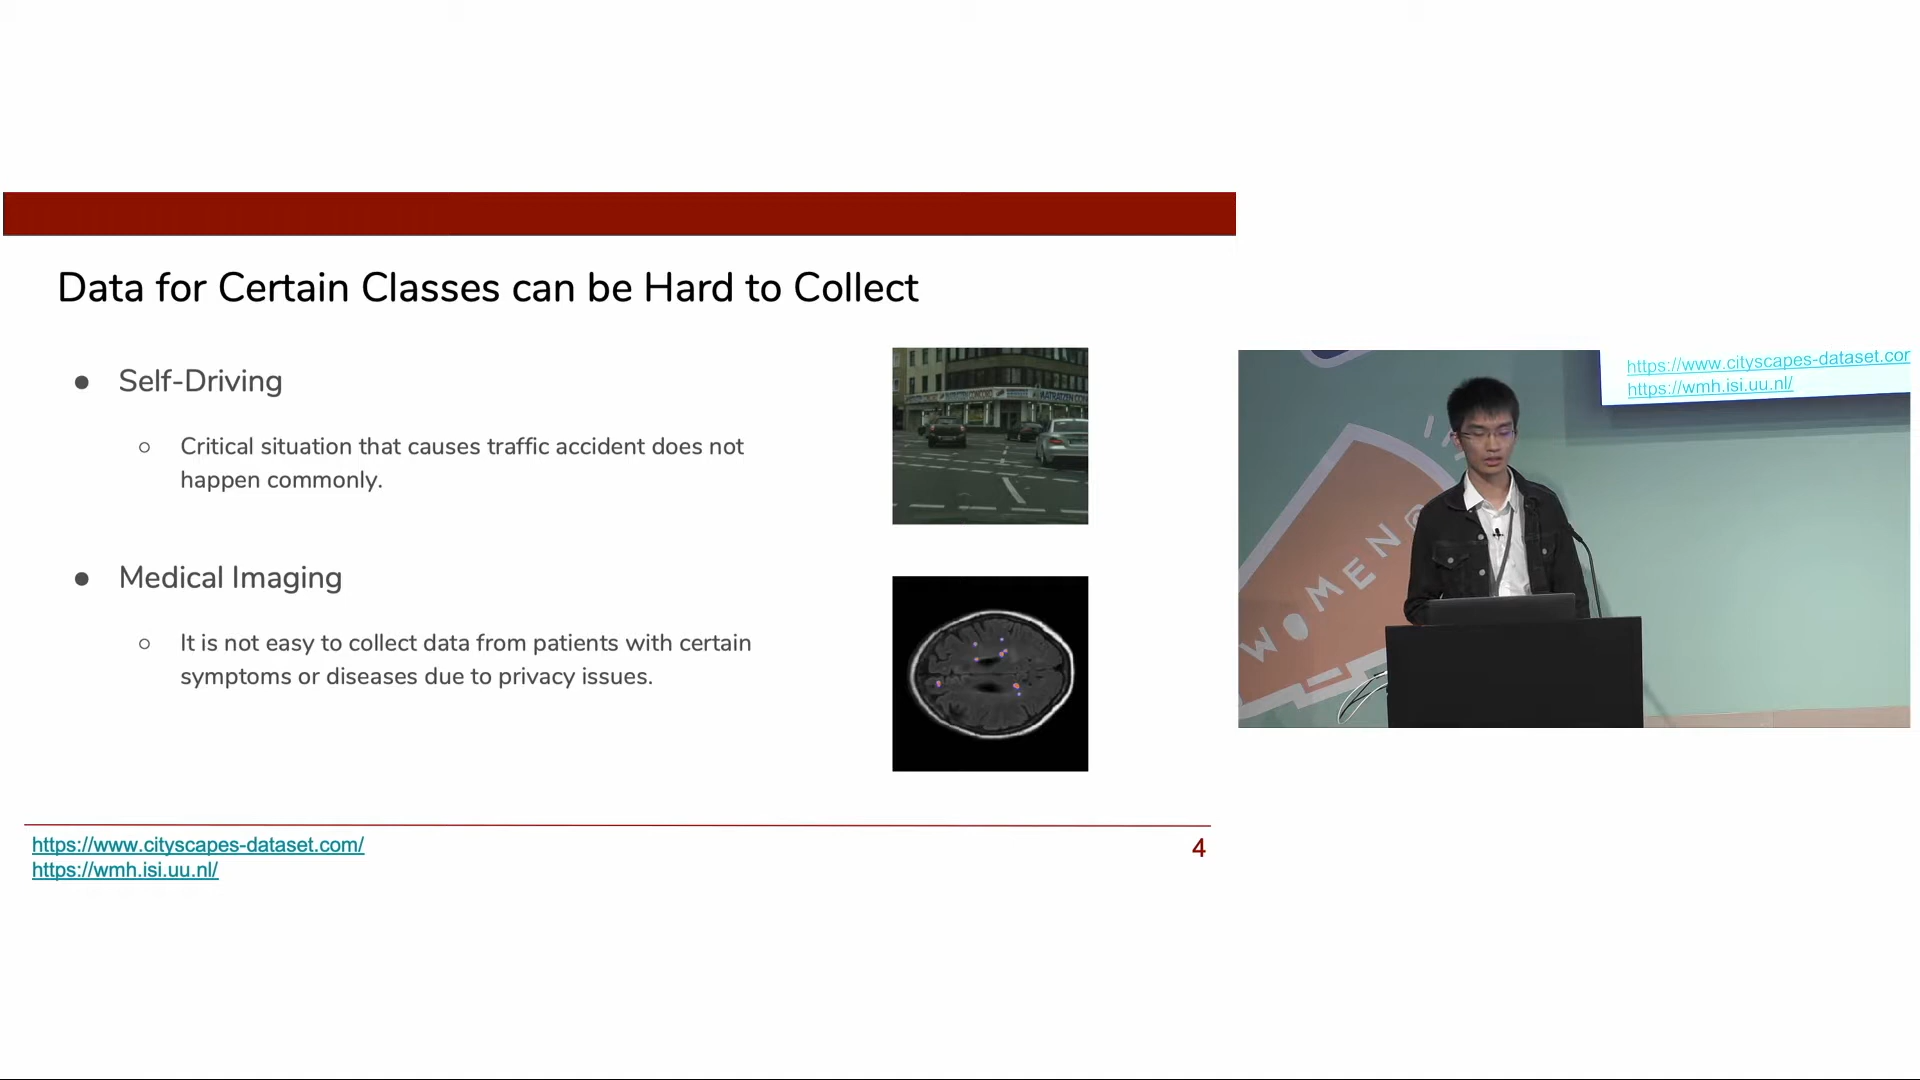 Data for Certain Classes can be Hard to Collect
● Self-Driving
○ Critical situation that causes traffic accident does not
happen commonly.
● Medical Imaging
○ It is not easy to collect data from patients with certain
symptoms or diseases due to privacy issues.
https://www.cityscapes-dataset.com/
https://wmh.isi.uu.nl/
4
MATRATZEN CONCORD
https://www.cityscapes-dataset.cor
https://wmh.isi.uu.nl/
WOMEN@